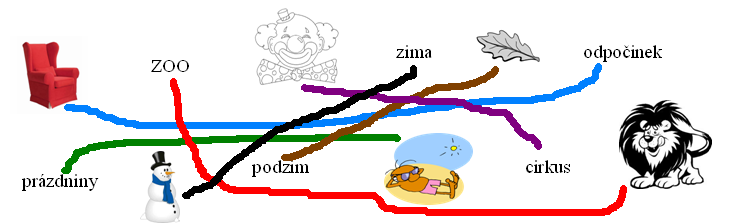 ZOO
zima
odpočinek
prázdniny
podzim
cirkus